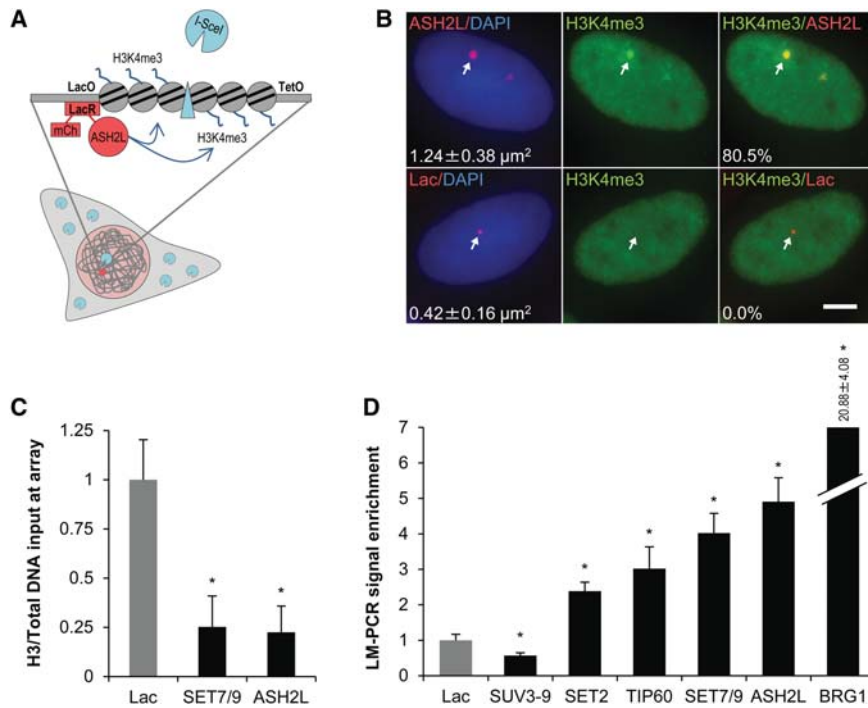 A
I-SceI
H3K4me3
LacO
TetO
LacR
mCh
ASH2L
H3K4me3
B
ASH2L/DAPI
H3K4me3
H3K4me3/ASH2L
1.24±0.38 µm²
80.5%
Lac/DAPI
H3K4me3
H3K4me3/Lac
0.42±0.16 µm²
0.0%
C
H3/Total DNA input at array
1.25
1
0.75
0.5
0.25
0
*
*
Lac SET7/9 ASH2L
D
LM-PCR signal enrichment
7
6
5
4
3
2
1
0
*
*
*
*
*
20.88±4.08 *
Lac SUV3-9 SET2 TIP60 SET7/9 ASH2L BRG1